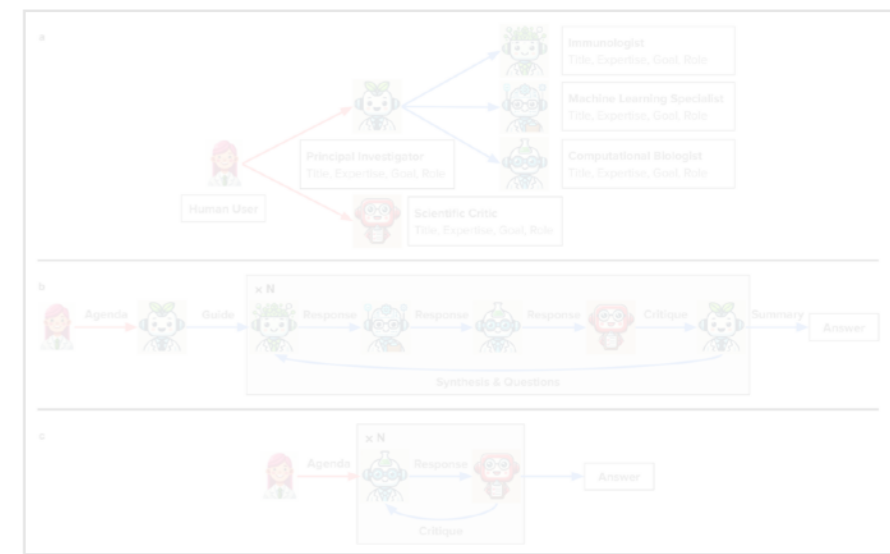 a
Immunologist
Title, Expertise, Goal, Role
Machine Learning Specialist
Title, Expertise, Goal, Role
Principal Investigator
Title, Expertise, Goal, Role
Computational Biologist
Title, Expertise, Goal, Role
Human User
Scientific Critic
Title, Expertise, Goal, Role
b
× N
Agenda
Guide
Response
Response
Response
Critique
Summary
Answer
Synthesis & Questions
c
× N
Agenda
Response
Answer
Critique